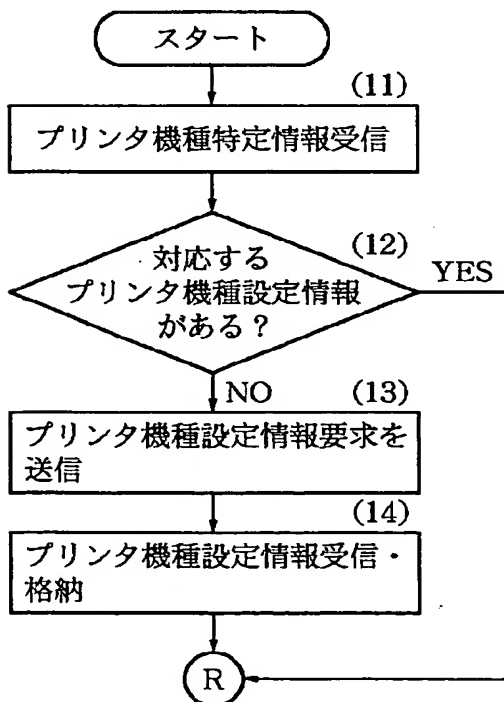 スタート
(11)
プリンタ機種特定情報受信
(12)
対応する
プリンタ機種設定情報
がある?
YES
NO
(13)
プリンタ機種設定情報要求を
送信
(14)
プリンタ機種設定情報受信・
格納
R